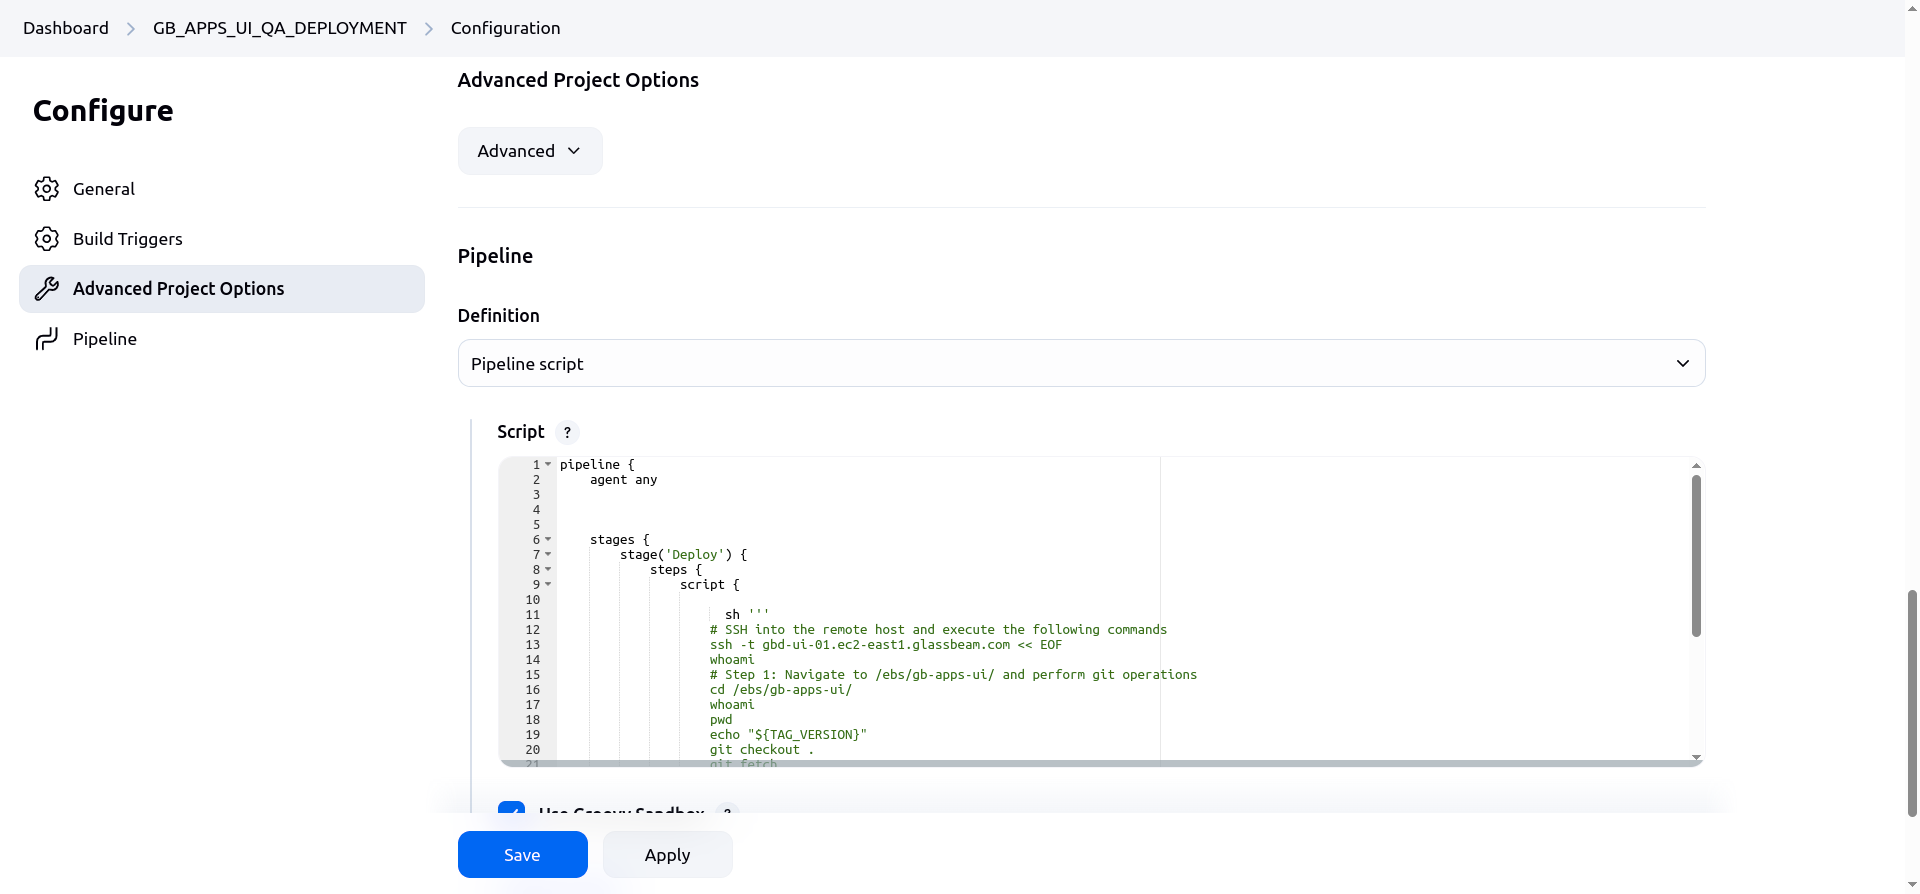 Dashboard > GB_APPS_UI_QA_DEPLOYMENT > Configuration
Configure
General
Build Triggers
Advanced Project Options
Pipeline
Advanced Project Options
Advanced
Pipeline
Definition
Pipeline script
Script ?
1 pipeline {
2 agent any
3
4
5
6 stages {
7 stage('Deploy') {
8 steps {
9 script {
10
11 sh '''
12 # SSH into the remote host and execute the following commands
13 ssh -t gbd-ui-01.ec2-east1.glassbeam.com << EOF
14 whoami
15 # Step 1: Navigate to /ebs/gb-apps-ui/ and perform git operations
16 cd /ebs/gb-apps-ui/
17 whoami
18 pwd
19 echo "${TAG_VERSION}"
20 git checkout .
21 git fetch
Use Groovy Sandbox ?
Save
Apply